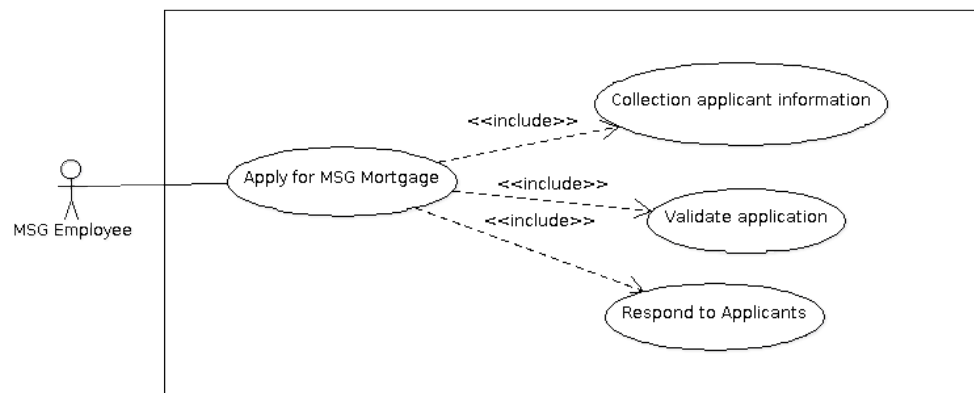 Collection applicant information
<<include>>
Apply for MSG Mortgage
<<include>>
Validate application
<<include>>
MSG Employee
Respond to Applicants